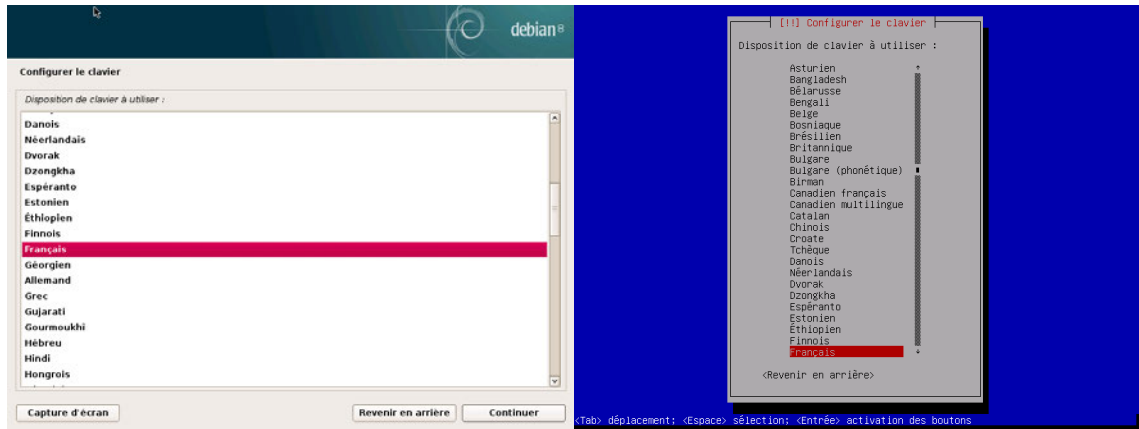 debian 8
Configurer le clavier
Disposition de clavier à utiliser :
Danois
Néerlandais
Dvorak
Dzongkha
Espéranto
Estonien
Éthiopien
Finnois
Français
Géorgien
Allemand
Grec
Gujarati
Gourmoukhi
Hébreu
Hindi
Hongrois
Capture d'écran
Revenir en arrière
Continuer
[!!] Configurer le clavier
Disposition de clavier à utiliser :
Asturien
Bangladesh
Bélarusse
Bengali
Belge
Bosniaque
Brésilien
Britannique
Bulgare
Bulgare (phonétique)
Birman
Canadien français
Canadien multilingue
Catalan
Chinois
Croate
Tchèque
Danois
Néerlandais
Dvorak
Dzongkha
Espéranto
Estonien
Éthiopien
Finnois
Français
<Revenir en arrière>
<Tab> déplacement; <Espace> sélection; <Entrée> activation des boutons